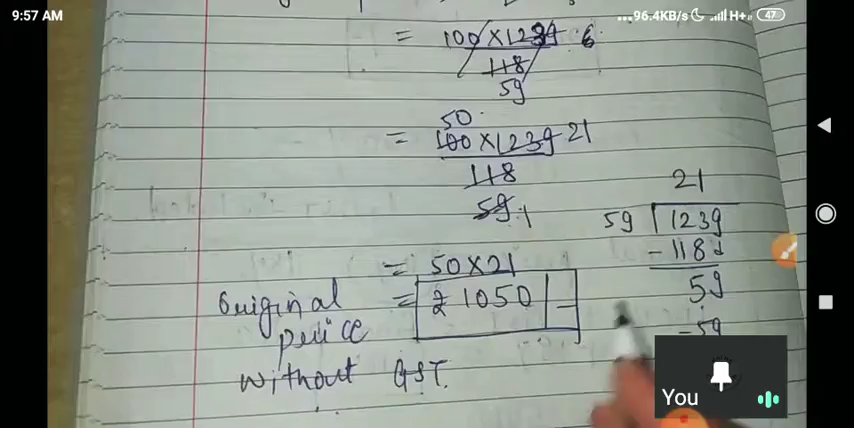 9:57 AM
...96.4KB/s H+ 47
= 100 × 1239 6
118
59
50
= 100 × 1239 21
118
59 1
21
59 1239
- 118↓
59
- 59
= 50 × 21
Original = ₹ 1050
price
without GST.
You